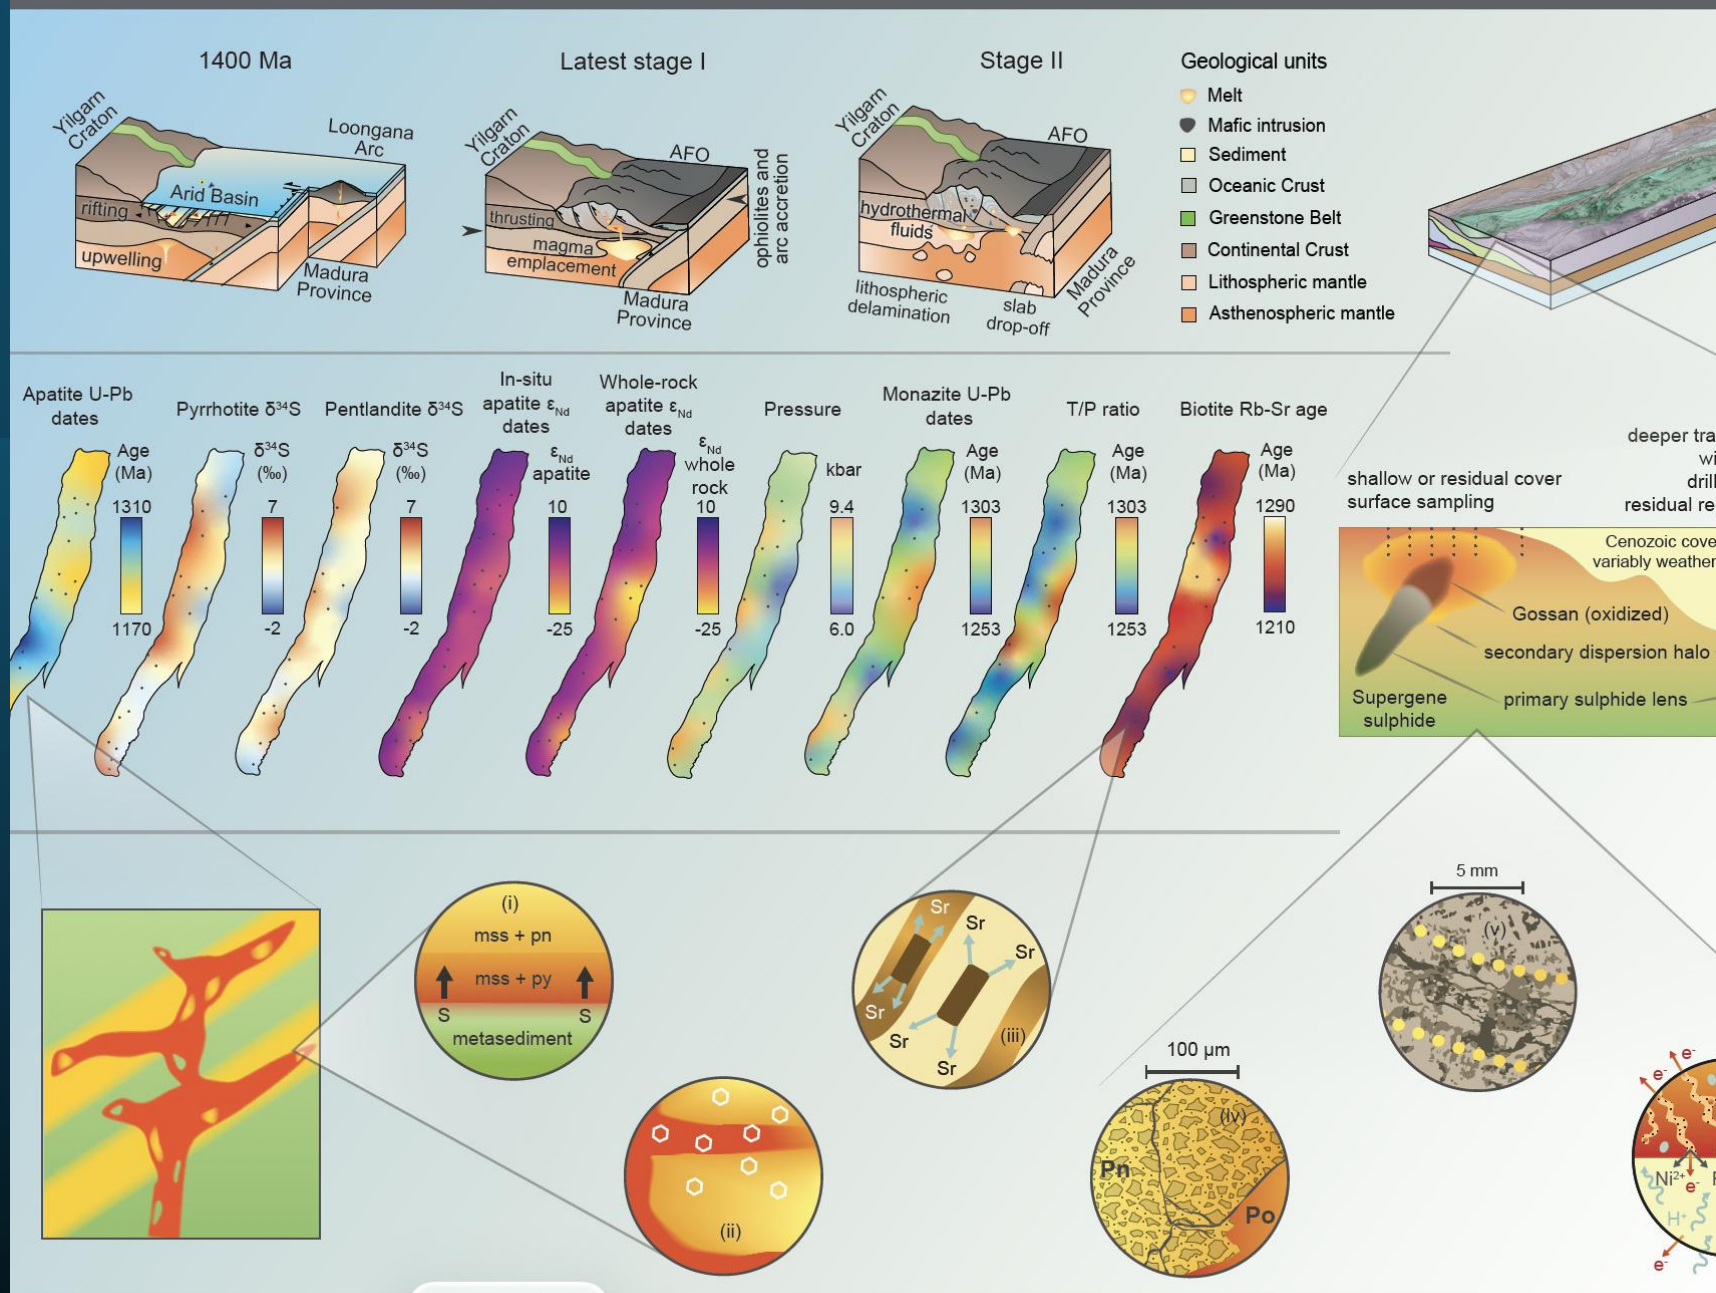 1400 Ma
Yilgarn
Craton
Loongana
Arc
Arid Basin
rifting
upwelling
Madura
Province
Latest stage I
Yilgarn
Craton
AFO
thrusting
magma
emplacement
ophiolites and
arc accretion
Madura
Province
Stage II
Yilgarn
Craton
AFO
hydrothermal
fluids
lithospheric
delamination
slab
drop-off
Madura
Province
Geological units
Melt
Mafic intrusion
Sediment
Oceanic Crust
Greenstone Belt
Continental Crust
Lithospheric mantle
Asthenospheric mantle
Apatite U-Pb
dates
Age
(Ma)
1310
1170
Pyrrhotite δ³⁴S
δ³⁴S
(‰)
7
-2
Pentlandite δ³⁴S
δ³⁴S
(‰)
7
-2
In-situ
apatite εNd
dates
εNd
apatite
10
-25
Whole-rock
apatite εNd
dates
εNd
whole
rock
10
-25
Pressure
kbar
9.4
6.0
Monazite U-Pb
dates
Age
(Ma)
1303
1253
T/P ratio
Age
(Ma)
1303
1253
Biotite Rb-Sr age
Age
(Ma)
1290
1210
shallow or residual cover
surface sampling
deeper tra
wi
drill
residual re
Cenozoic cove
variably weather
Gossan (oxidized)
secondary dispersion halo
primary sulphide lens
Supergene
sulphide
(i)
mss + pn
mss + py
S
S
metasediment
(ii)
Sr
Sr
Sr
Sr
Sr
Sr
(iii)
100 µm
(iv)
Pn
Po
5 mm
(v)
e⁻
e⁻
Ni²⁺
e⁻
H⁺
e⁻